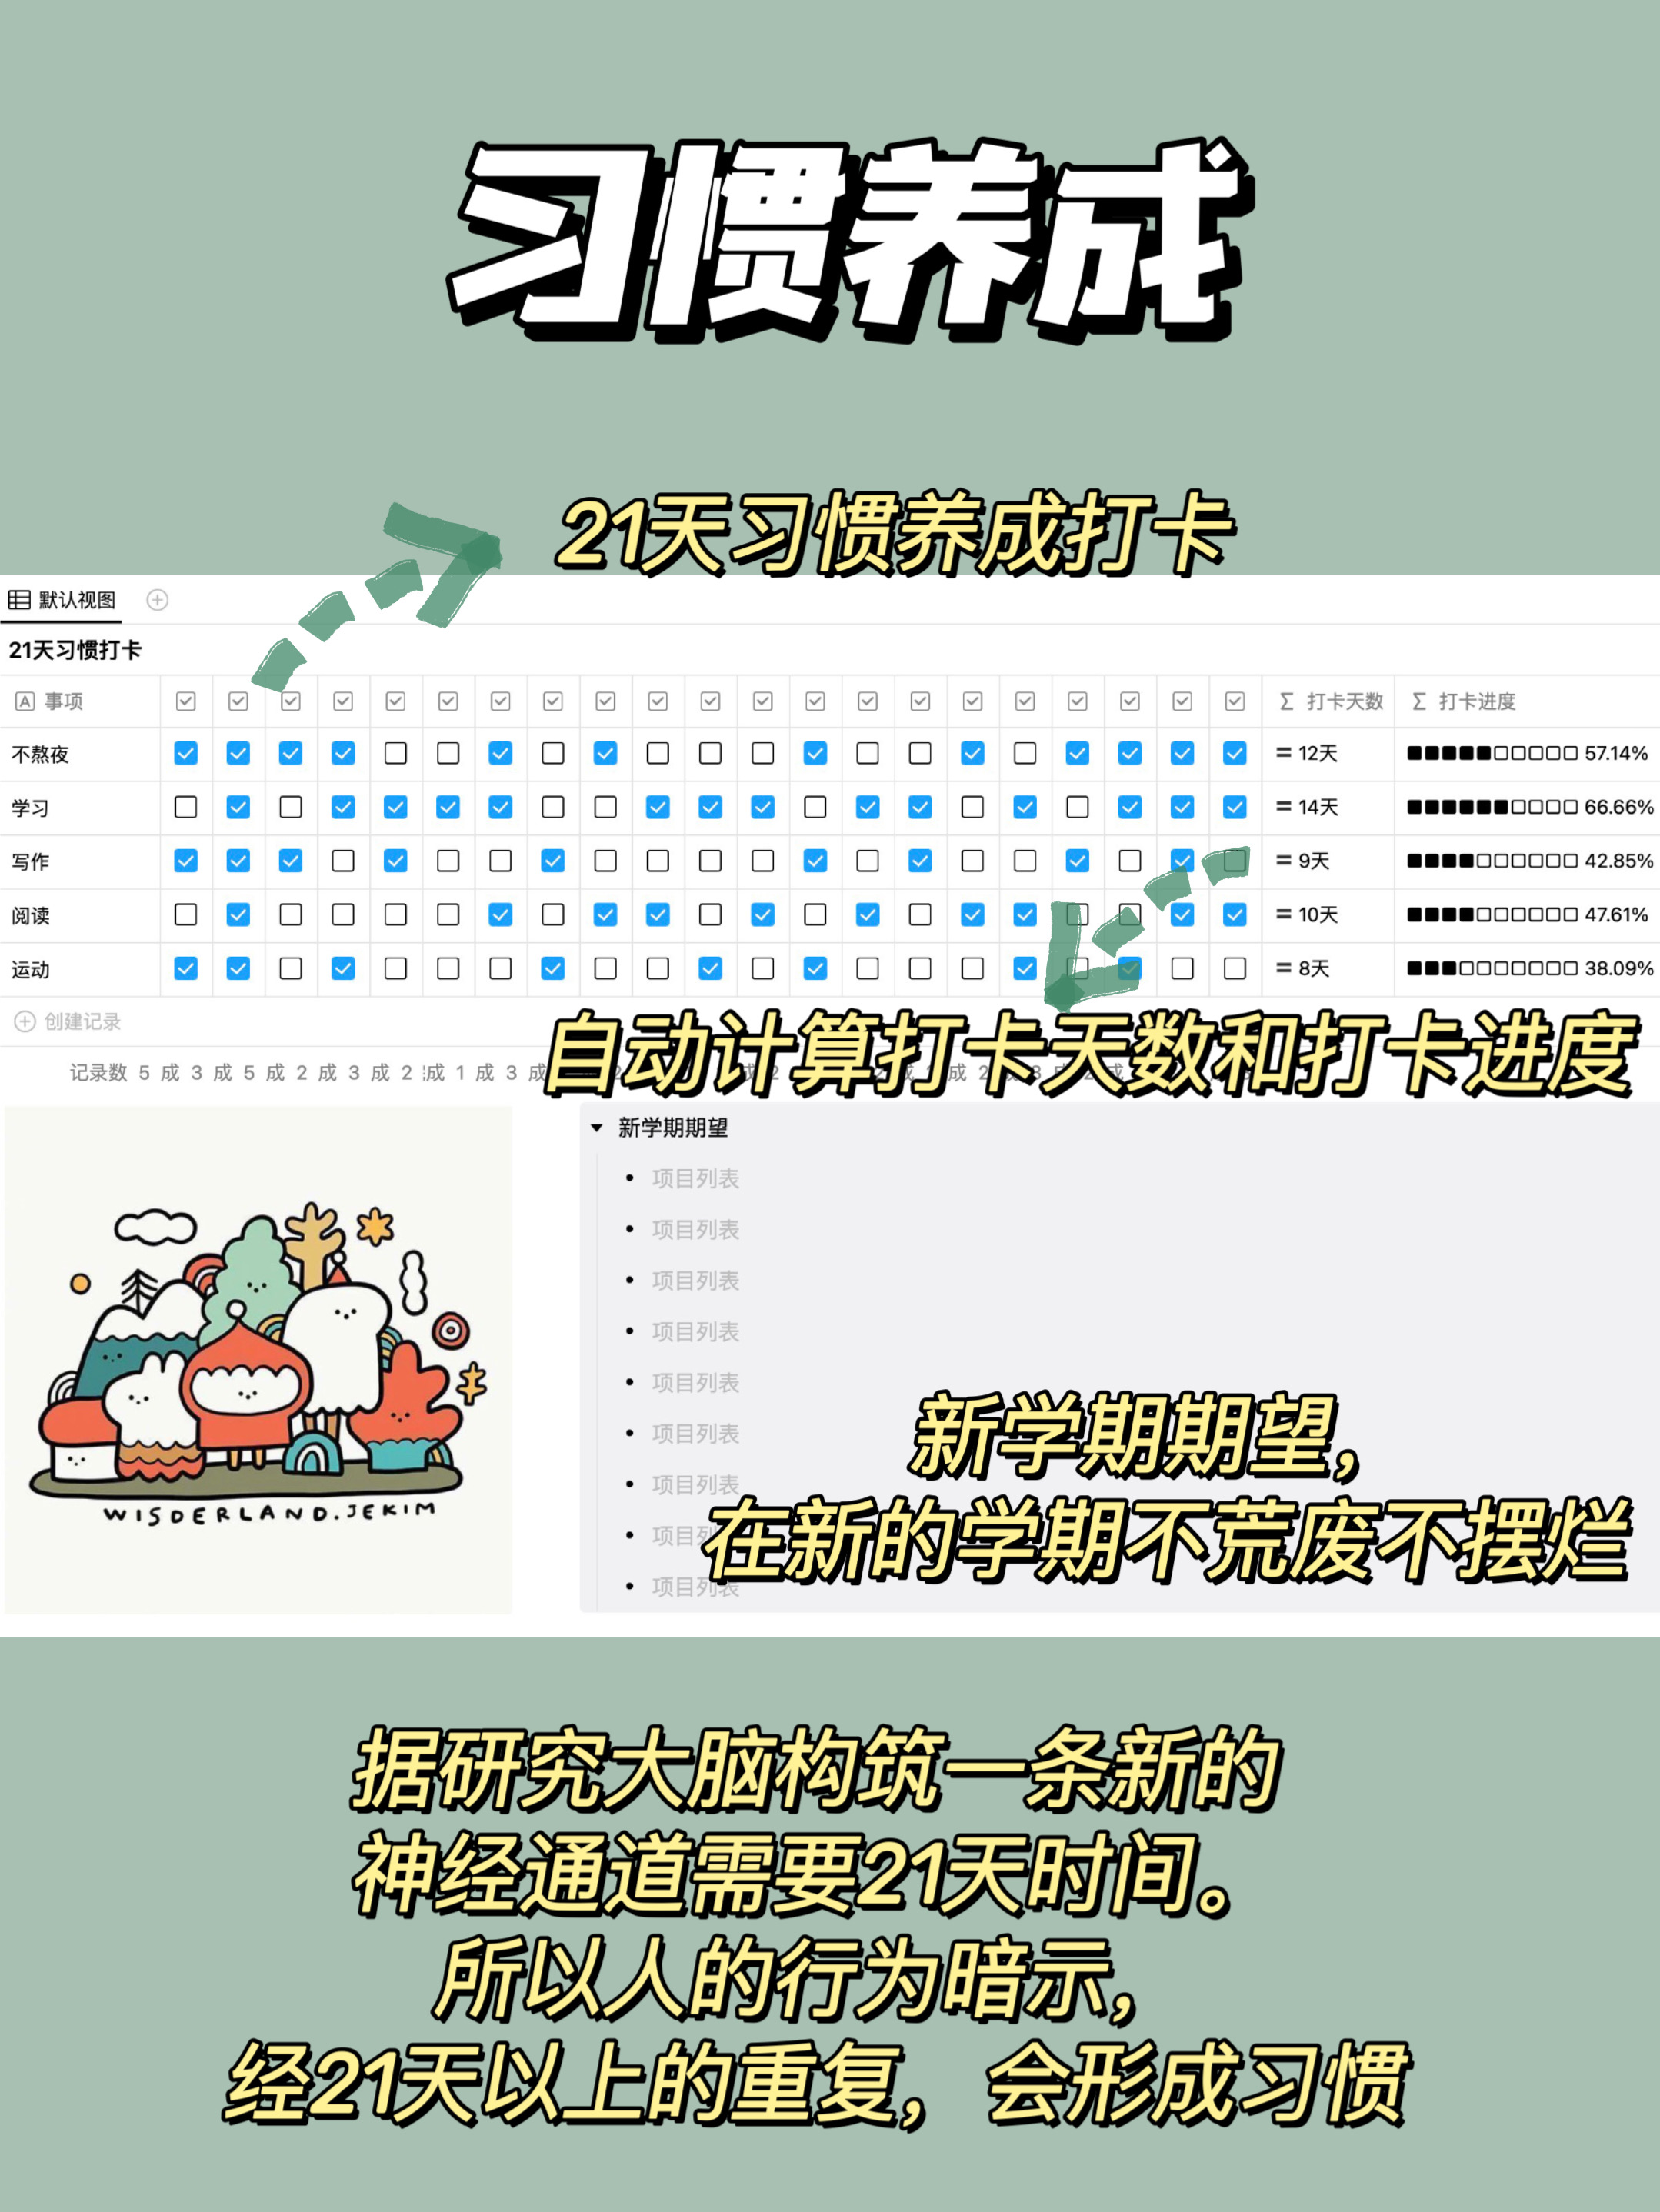 习惯养成
21天习惯养成打卡
默认视图
21天习惯打卡
事项 打卡天数 打卡进度
不熬夜 = 12天 57.14%
学习 = 14天 66.66%
写作 = 9天 42.85%
阅读 = 10天 47.61%
运动 = 8天 38.09%
创建记录
自动计算打卡天数和打卡进度
记录数 5 成 3 成 5 成 2 成 3 成 2 成 1 成 3 成
新学期期望
项目列表
项目列表
项目列表
项目列表
项目列表
项目列表
项目列表
项目列表
项目列表
新学期期望，
在新的学期不荒废不摆烂
WISDERLAND.JEKIM
据研究大脑构筑一条新的
神经通道需要21天时间。
所以人的行为暗示，
经21天以上的重复，会形成习惯